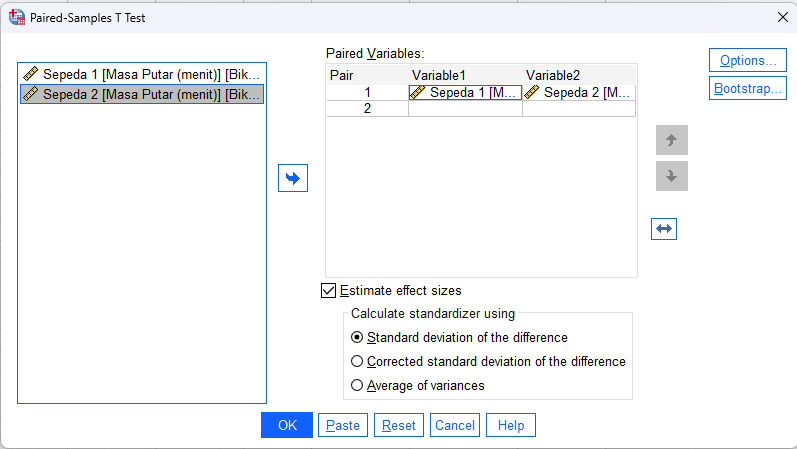 Paired-Samples T Test
Sepeda 1 [Masa Putar (menit)] [Bik...
Sepeda 2 [Masa Putar (menit)] [Bik...
Paired Variables:
Pair Variable1 Variable2
1 Sepeda 1 [M... Sepeda 2 [M...
2
Options...
Bootstrap...
Estimate effect sizes
Calculate standardizer using
Standard deviation of the difference
Corrected standard deviation of the difference
Average of variances
OK Paste Reset Cancel Help